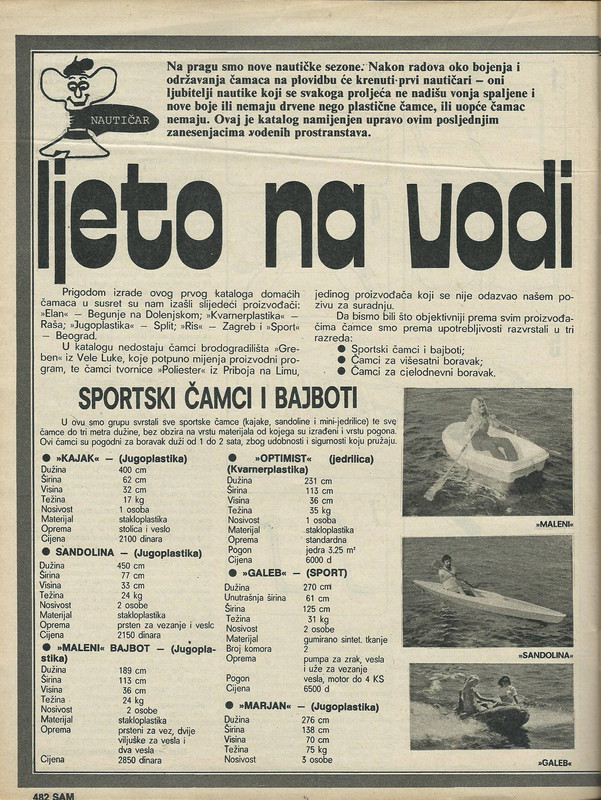 Na pragu smo nove nautičke sezone. Nakon radova oko bojenja i
održavanja čamaca na plovidbu će krenuti prvi nautičari – oni
ljubitelji nautike koji se svakoga proljeća ne nadišu vonja spaljene i
nove boje ili nemaju drvene nego plastične čamce, ili uopće čamac
nemaju. Ovaj je katalog namijenjen upravo ovim posljednjim
zanesenjacima vodenih prostranstava.
NAUTIČAR
ljeto na vodi
Prigodom izrade ovog prvog kataloga domaćih
čamaca u susret su nam izašli slijedeći proizvođači:
»Elan« – Begunje na Dolenjskom; »Kvarnerplastika« –
Raša; »Jugoplastika« – Split; »Ris« – Zagreb i »Sport«
– Beograd.
U katalogu nedostaju čamci brodogradilišta »Gre-
ben« iz Vele Luke, koje potpuno mijenja proizvodni pro-
gram, te čamci tvornice »Poliester« iz Priboja na Limu,
jedinog proizvođača koji se nije odazvao našem po-
zivu za suradnju.
Da bismo bili što objektivniji prema svim proizvođa-
čima čamce smo prema upotrebljivosti razvrstali u tri
razreda:
● Sportski čamci i bajboti;
● Čamci za višesatni boravak;
● Čamci za cjelodnevni boravak.
SPORTSKI ČAMCI I BAJBOTI
U ovu smo grupu svrstali sve sportske čamce (kajake, sandoline i mini-jedrilice) te sve
čamce do tri metra dužine, bez obzira na vrstu materijala od kojega su izrađeni i vrstu pogona.
Ovi čamci su pogodni za boravak duži od 1 do 2 sata, zbog udobnosti i sigurnosti koju pružaju.
● »KAJAK« – (Jugoplastika)
Dužina 400 cm
Širina 62 cm
Visina 32 cm
Težina 17 kg
Nosivost 1 osoba
Materijal stakloplastika
Oprema stolica i veslo
Cijena 2100 dinara
● SANDOLINA – (Jugoplastika)
Dužina 450 cm
Širina 77 cm
Visina 33 cm
Težina 24 kg
Nosivost 2 osobe
Materijal stakloplastika
Oprema prsten za vezanje i veslo
Cijena 2150 dinara
● »MALENI« BAJBOT – (Jugopla-
stika)
Dužina 189 cm
Širina 113 cm
Visina 36 cm
Težina 24 kg
Nosivost 2 osobe
Materijal stakloplastika
Oprema prsteni za vez, dvije
viljuške za vesla i
dva vesla
Cijena 2850 dinara
● »OPTIMIST« (jedrilica)
(Kvarnerplastika)
Dužina 231 cm
Širina 113 cm
Visina 36 cm
Težina 35 kg
Nosivost 1 osoba
Materijal stakloplastika
Oprema standardna
Pogon jedra 3.25 m²
Cijena 6000 d
● »GALEB« – (SPORT)
Dužina 270 cm
Unutrašnja širina 61 cm
Širina 125 cm
Težina 31 kg
Nosivost 2 osobe
Materijal gumirano sintet. tkanje
Broj komora 2
Oprema pumpa za zrak, vesla
i uže za vezanje
Pogon vesla, motor do 4 KS
Cijena 6500 d
● »MARJAN« – (Jugoplastika)
Dužina 276 cm
Širina 138 cm
Visina 70 cm
Težina 75 kg
Nosivost 3 osobe
»MALENI«
»SANDOLINA«
»GALEB«
482 SAM